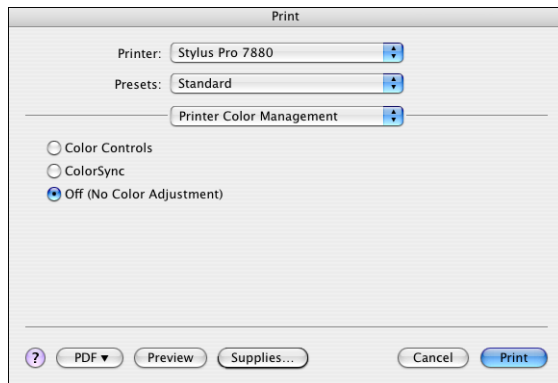 Print
Printer: Stylus Pro 7880
Presets: Standard
Printer Color Management
Color Controls
ColorSync
Off (No Color Adjustment)
? PDF ▼ Preview Supplies... Cancel Print